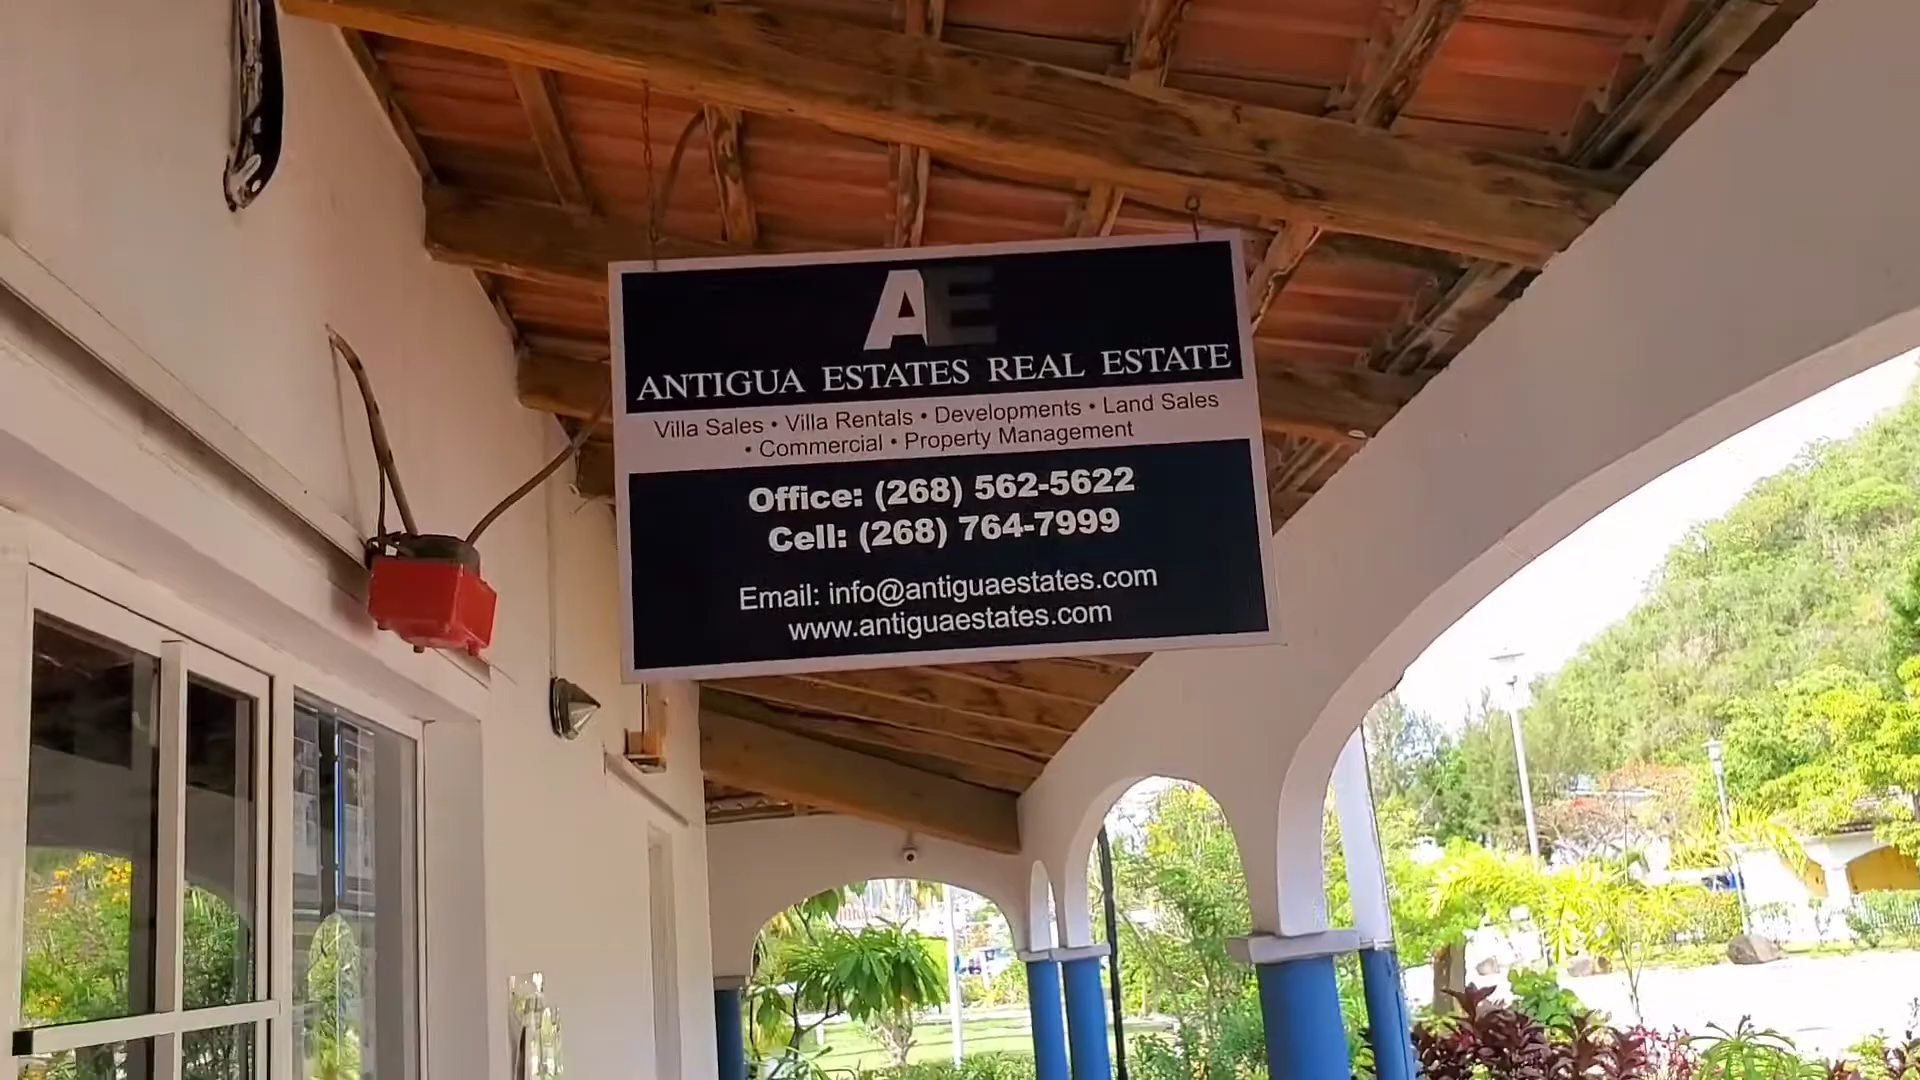 AE
ANTIGUA ESTATES REAL ESTATE
Villa Sales • Villa Rentals • Developments • Land Sales
• Commercial • Property Management
Office: (268) 562-5622
Cell: (268) 764-7999
Email: info@antiguaestates.com
www.antiguaestates.com